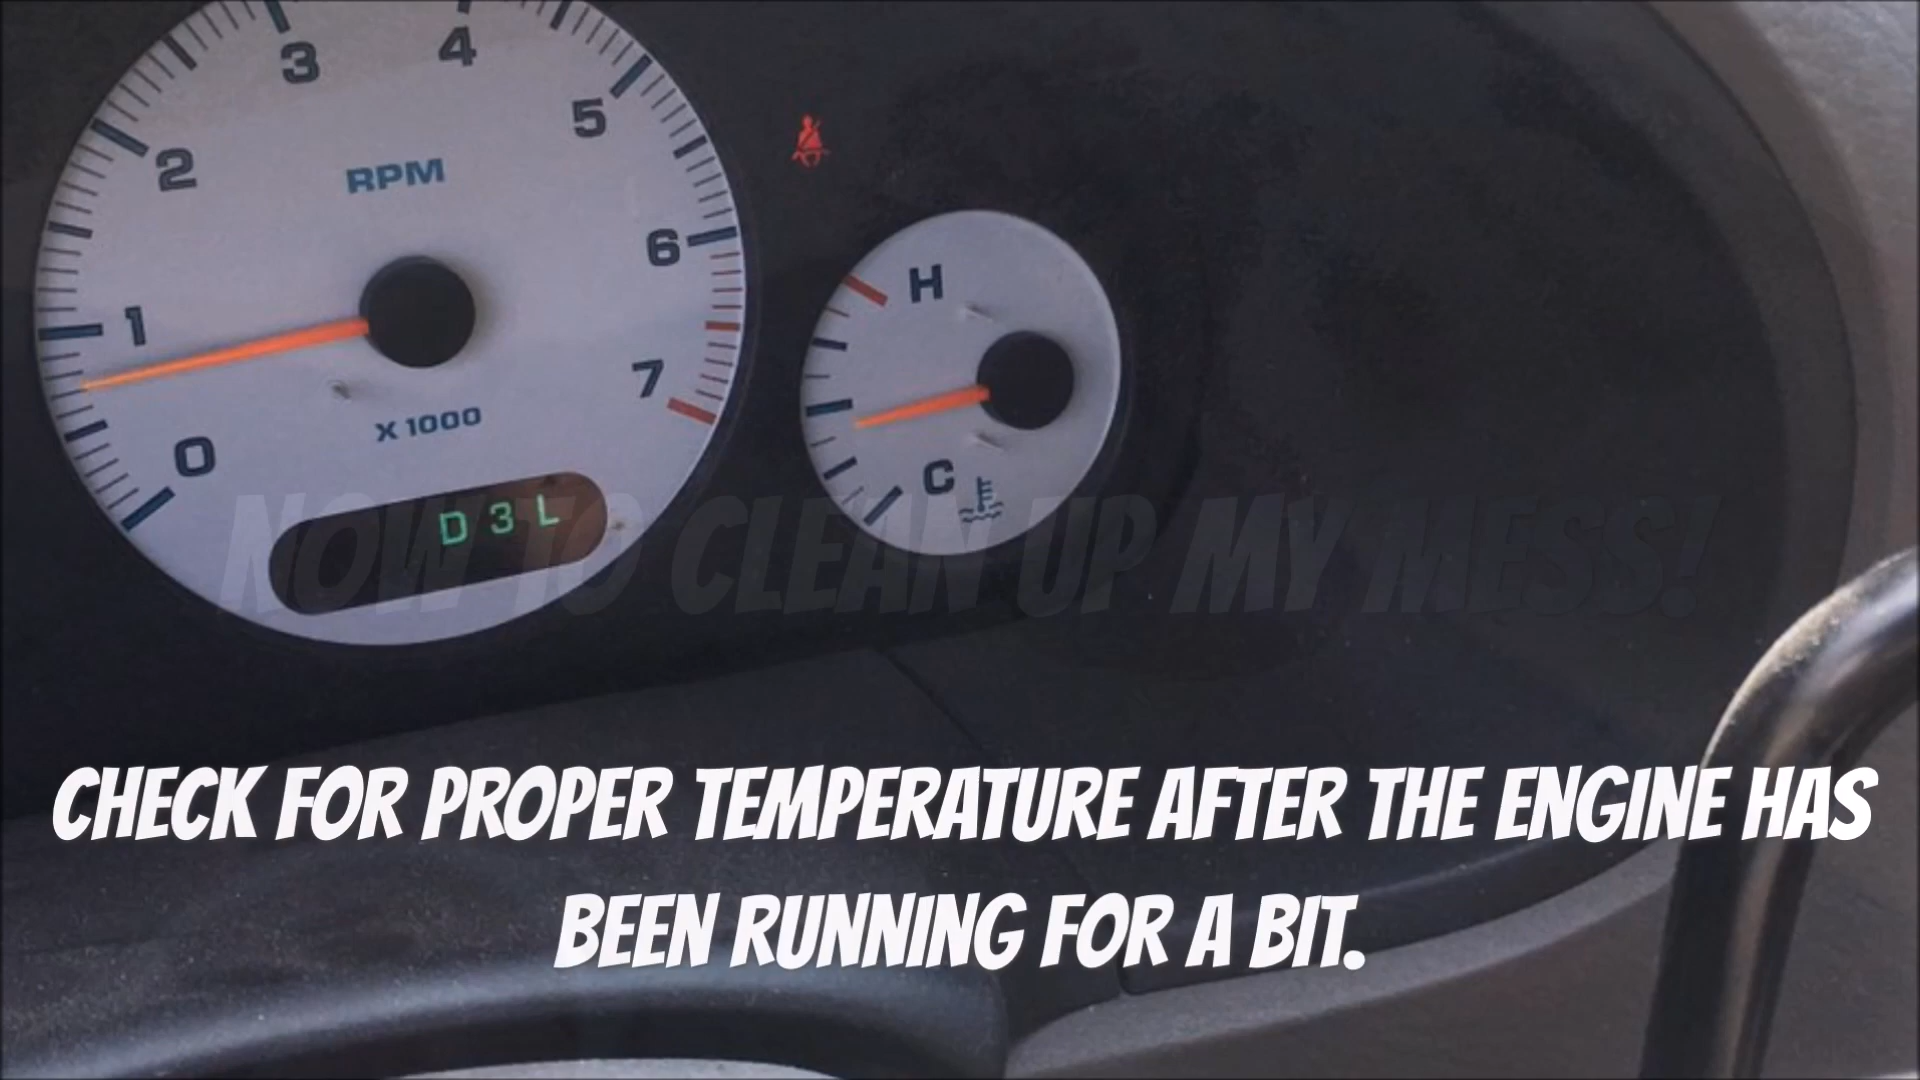 3
4
2
5
RPM
6
H
1
7
X 1000
0
C
D 3 L
NOW TO CLEAN UP MY MESS!
CHECK FOR PROPER TEMPERATURE AFTER THE ENGINE HAS
BEEN RUNNING FOR A BIT.